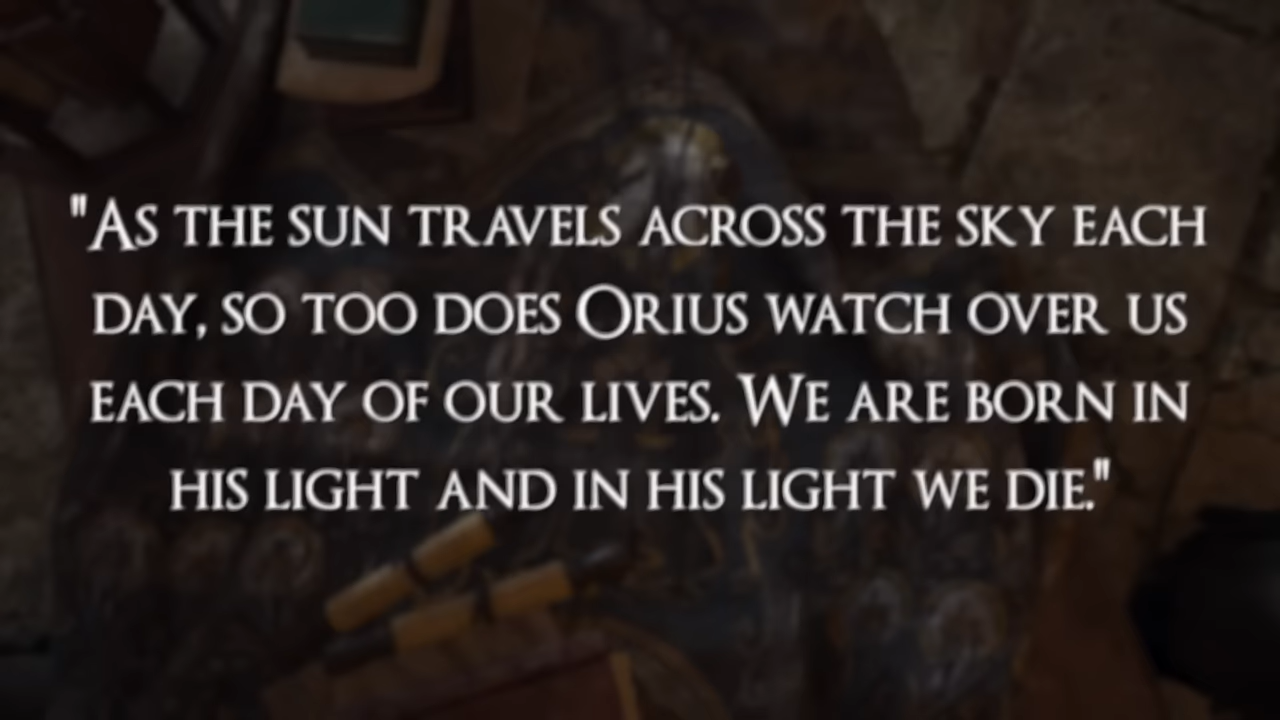 "As the sun travels across the sky each
day, so too does Orius watch over us
each day of our lives. We are born in
his light and in his light we die."